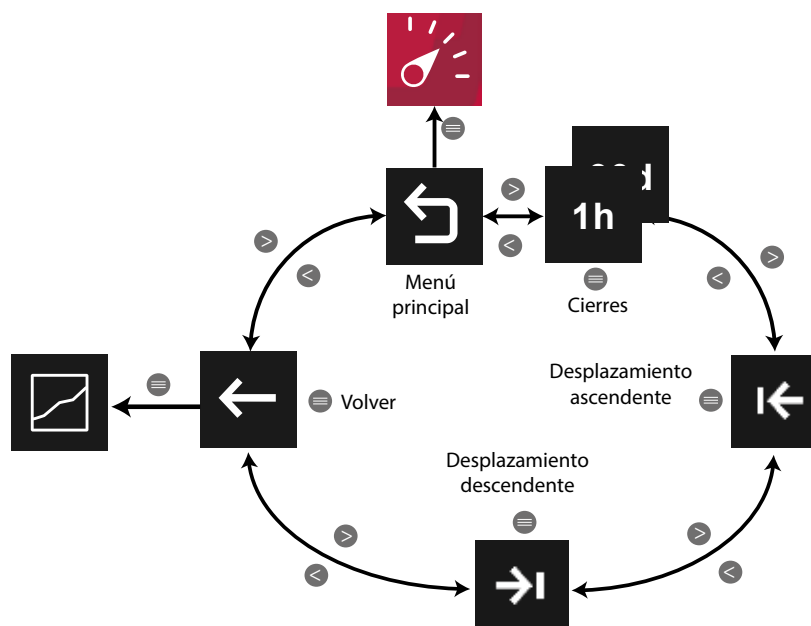 1h
Menú
principal
Cierres
Desplazamiento
ascendente
Volver
Desplazamiento
descendente